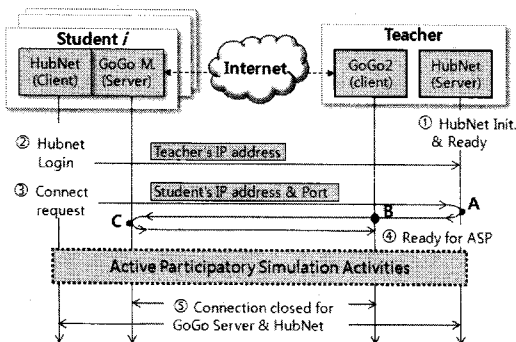 Student i
Teacher
HubNet
(Client)
GoGo M.
(Server)
Internet
GoGo2
(client)
HubNet
(Server)
① HubNet Init.
& Ready
② Hubnet
Login
Teacher's IP address
③ Connect
request
Student's IP address & Port
A
B
C
④ Ready for ASP
Active Participatory Simulation Activities
⑤ Connection closed for
GoGo Server & HubNet